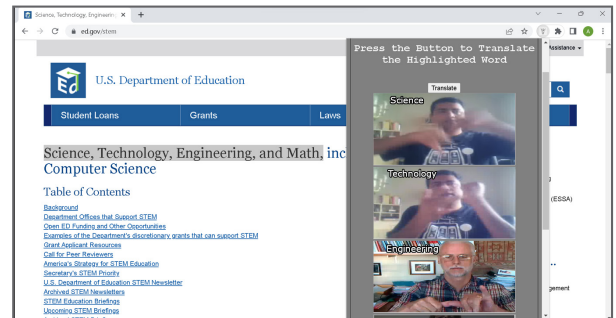 Science, Technology, Engineering, ×
+
ed.gov/stem
Press the Button to Translate
the Highlighted Word
Translate
Assistance
U.S. Department of Education
Student Loans
Grants
Laws
Science, Technology, Engineering, and Math, inc
Computer Science
Table of Contents
Background
Department Offices that Support STEM
Open ED Funding and Other Opportunities
Examples of the Department's discretionary grants that can support STEM
Grant Applicant Resources
Call for Peer Reviewers
America's Strategy for STEM Education
Secretary's STEM Priority
U.S. Department of Education STEM Newsletter
Archived STEM Newsletters
STEM Education Briefings
Upcoming STEM Briefings
Science
Technology
Engineering
(ESSA)
gement